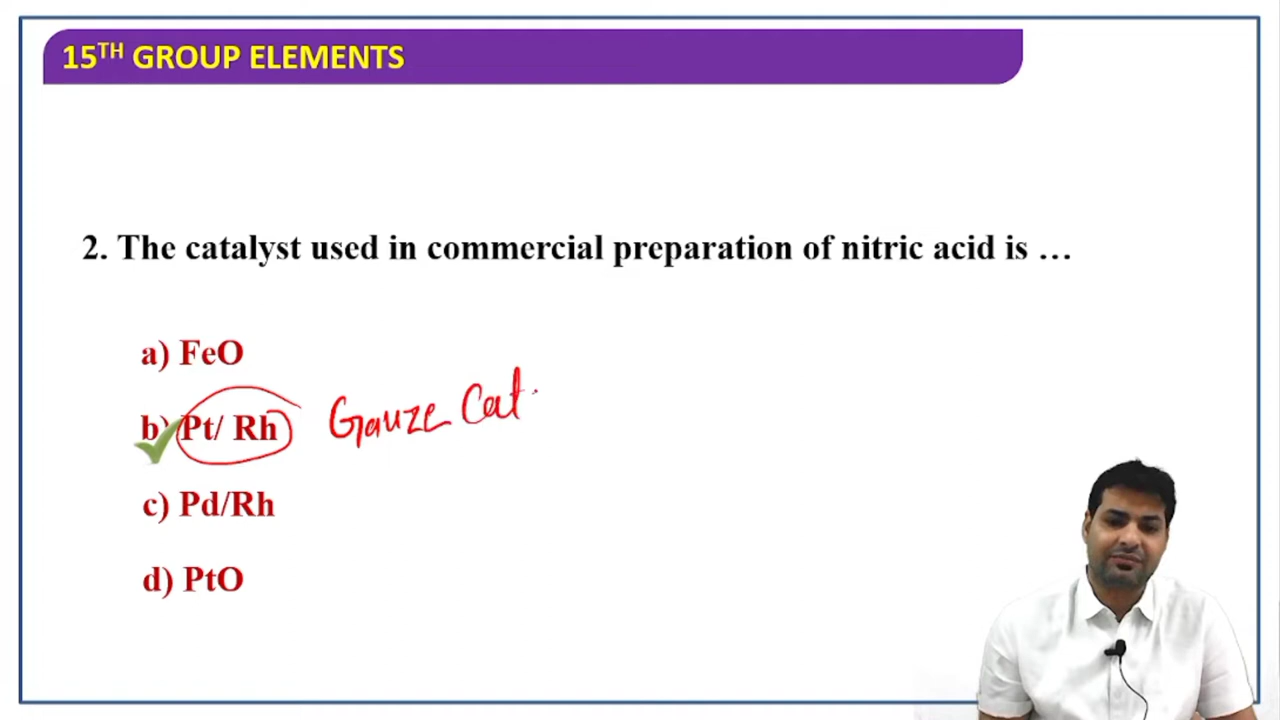 15TH GROUP ELEMENTS
2. The catalyst used in commercial preparation of nitric acid is ...
a) FeO
b) Pt/ Rh Gauze Cat.
c) Pd/Rh
d) PtO